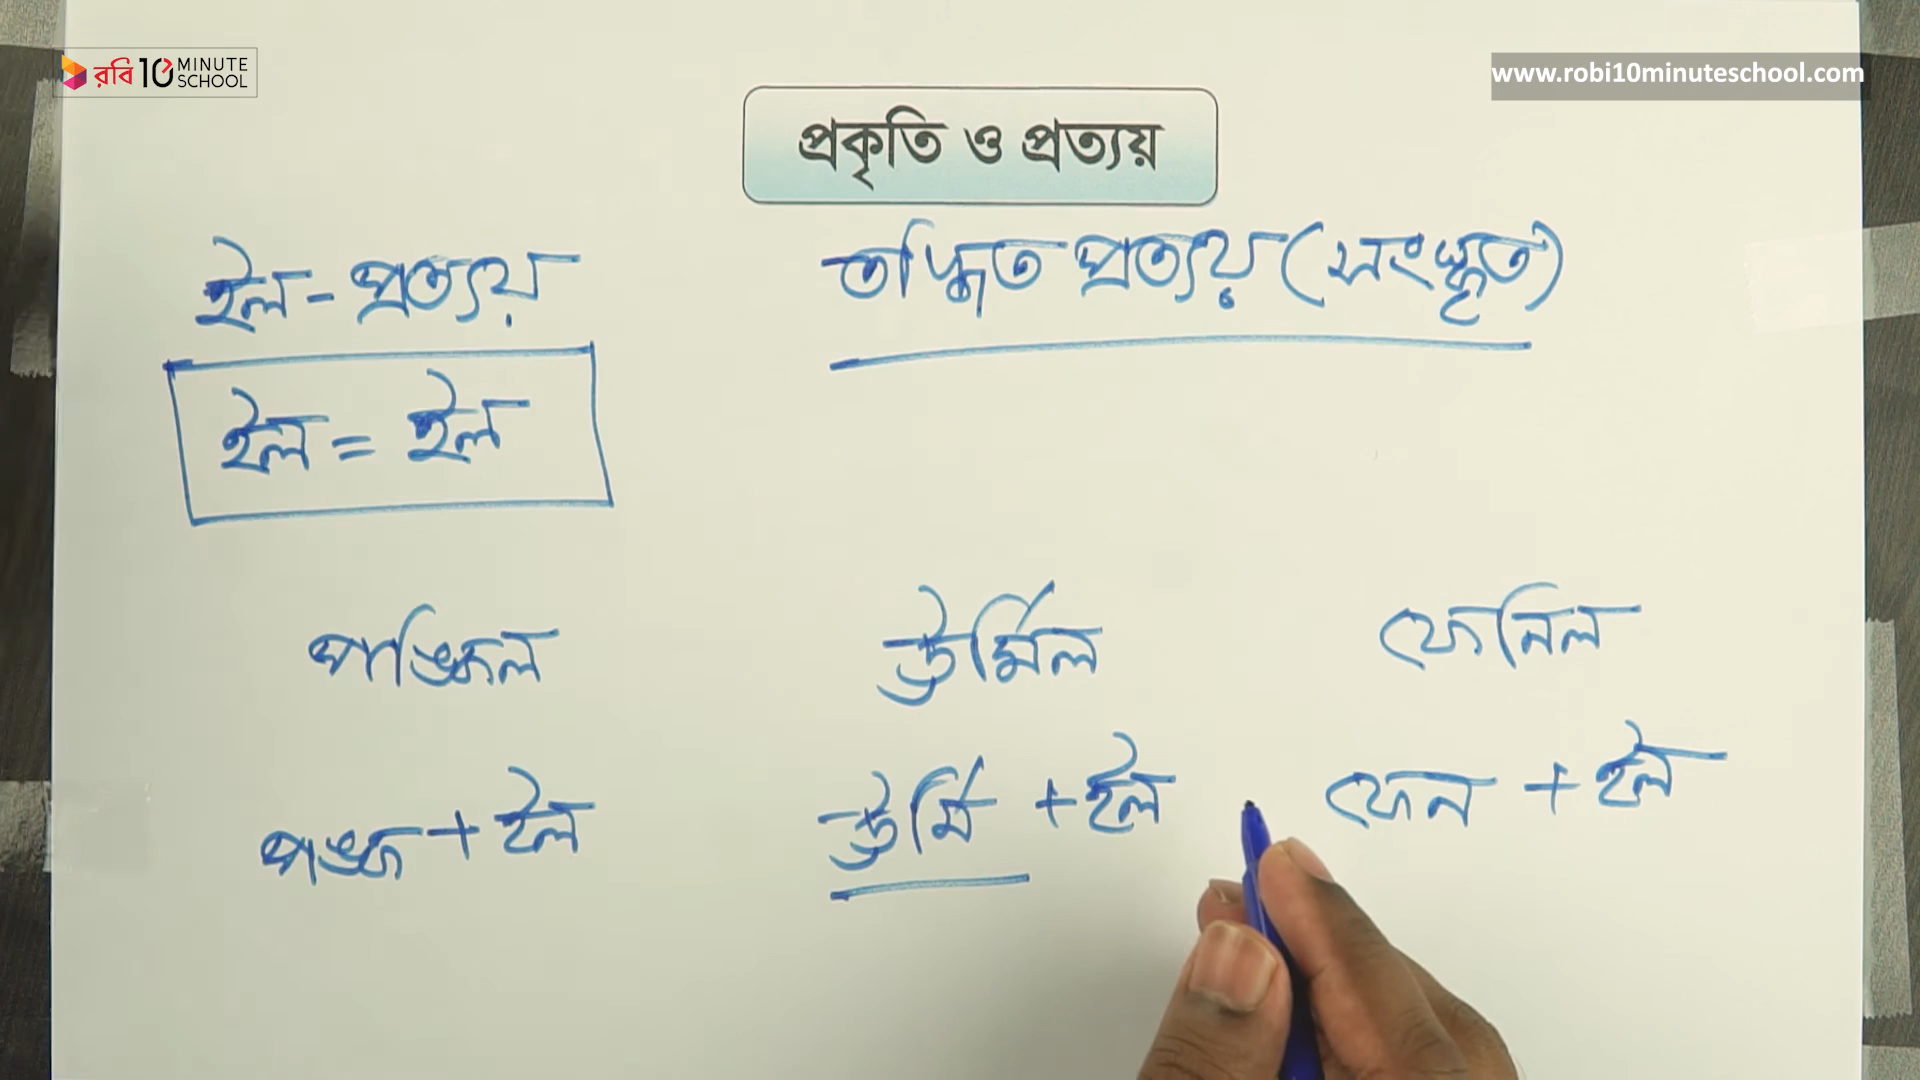 রবি 10 MINUTE SCHOOL
www.robi10minuteschool.com
প্রকৃতি ও প্রত্যয়
ইল - প্রত্যয়
তদ্ধিত প্রত্যয় (সংস্কৃত)
ইল = ইল
পঙ্কিল ঊর্মিল ফেনিল
পঙ্ক + ইল ঊর্মি + ইল ফেন + ইল